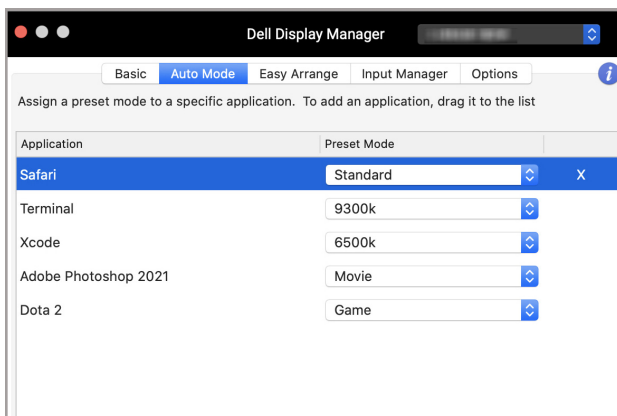 Dell Display Manager
Basic Auto Mode Easy Arrange Input Manager Options i
Assign a preset mode to a specific application. To add an application, drag it to the list
Application Preset Mode
Safari Standard X
Terminal 9300k
Xcode 6500k
Adobe Photoshop 2021 Movie
Dota 2 Game